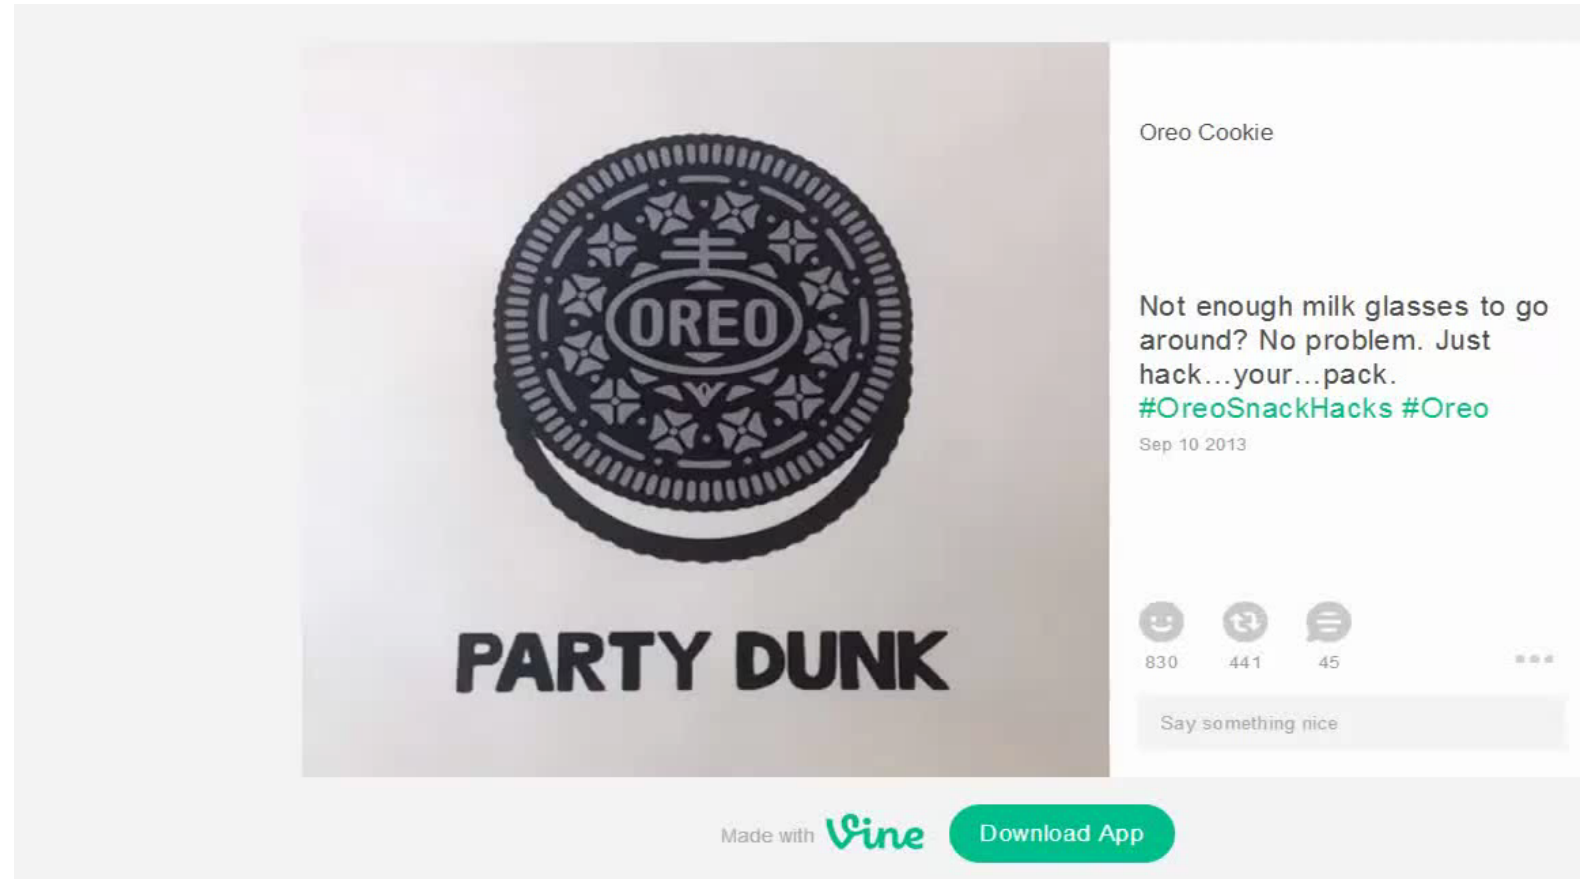 OREO
PARTY DUNK
Oreo Cookie
Not enough milk glasses to go
around? No problem. Just
hack...your...pack.
#OreoSnackHacks #Oreo
Sep 10 2013
830
441
45
Say something nice
Made with Vine
Download App